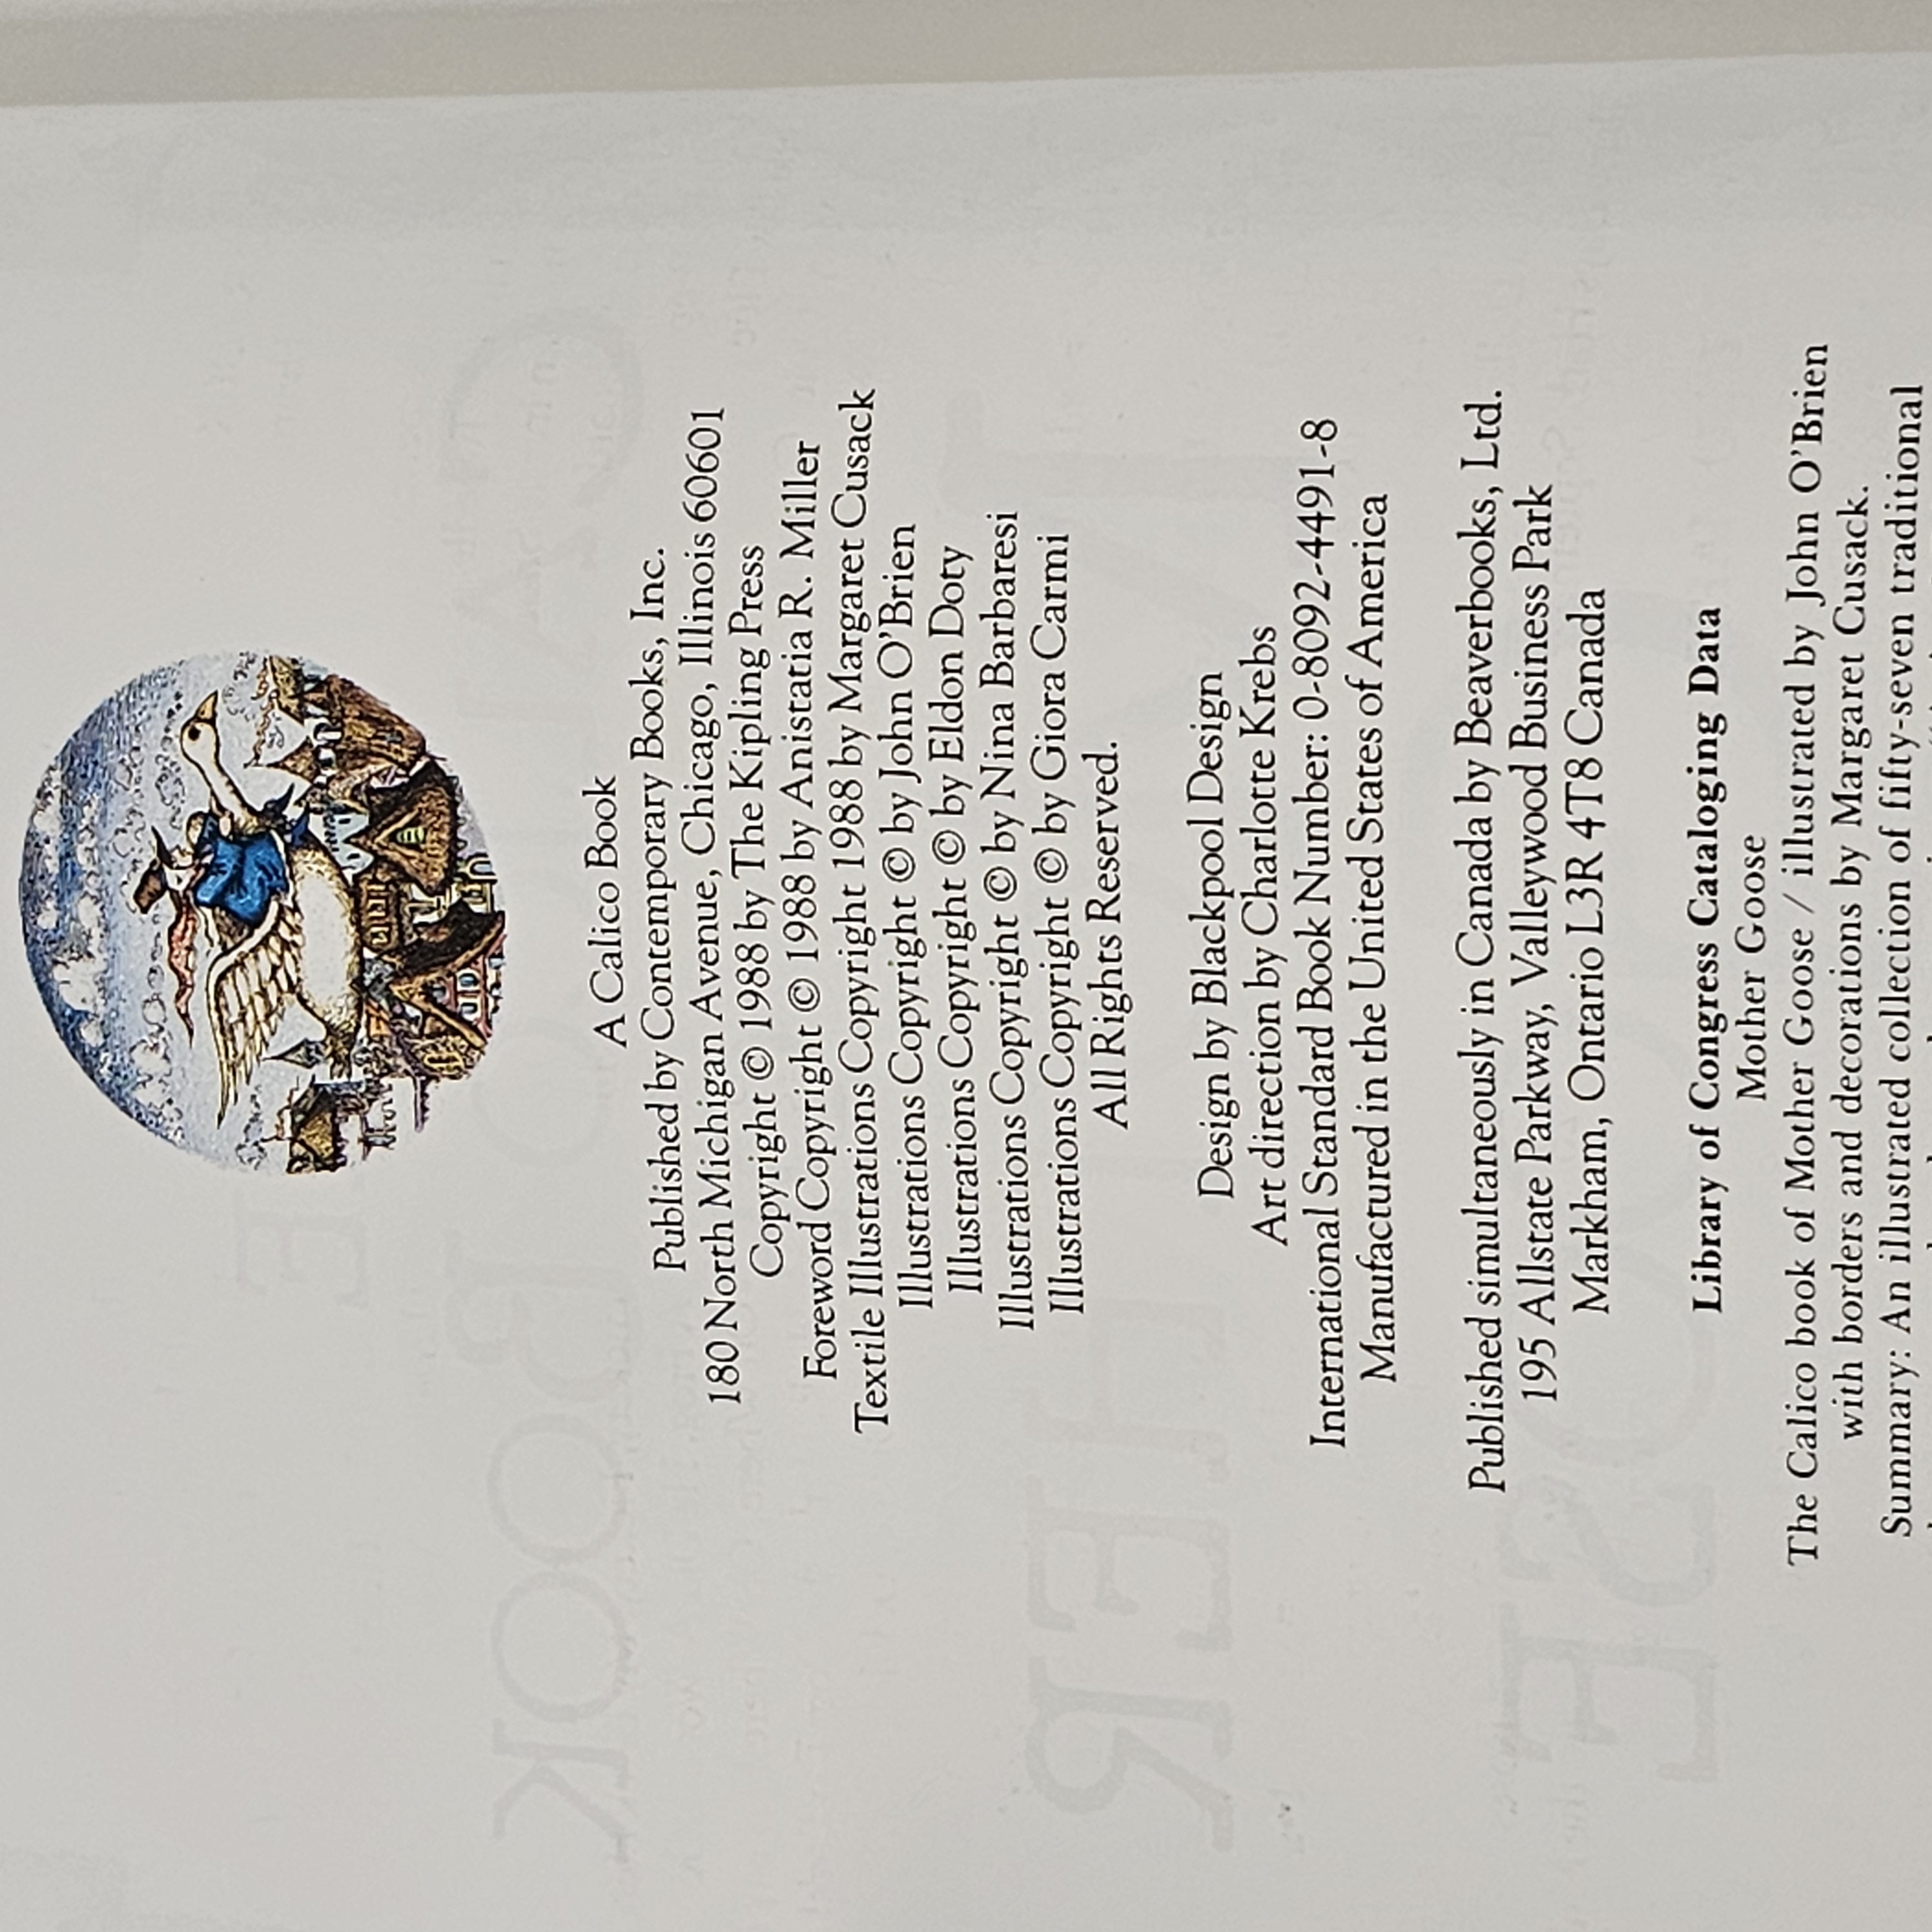 A Calico Book
Published by Contemporary Books, Inc.
180 North Michigan Avenue, Chicago, Illinois 60601
Copyright © 1988 by The Kipling Press
Foreword Copyright © 1988 by Anistatia R. Miller
Textile Illustrations Copyright 1988 by Margaret Cusack
Illustrations Copyright © by John O'Brien
Illustrations Copyright © by Eldon Doty
Illustrations Copyright © by Nina Barbaresi
Illustrations Copyright © by Giora Carmi
All Rights Reserved.
Design by Blackpool Design
Art direction by Charlotte Krebs
International Standard Book Number: 0-8092-4491-8
Manufactured in the United States of America
Published simultaneously in Canada by Beaverbooks, Ltd.
195 Allstate Parkway, Valleywood Business Park
Markham, Ontario L3R 4T8 Canada
Library of Congress Cataloging Data
Mother Goose
The Calico book of Mother Goose / illustrated by John O'Brien
with borders and decorations by Margaret Cusack.
Summary: An illustrated collection of fifty-seven traditional